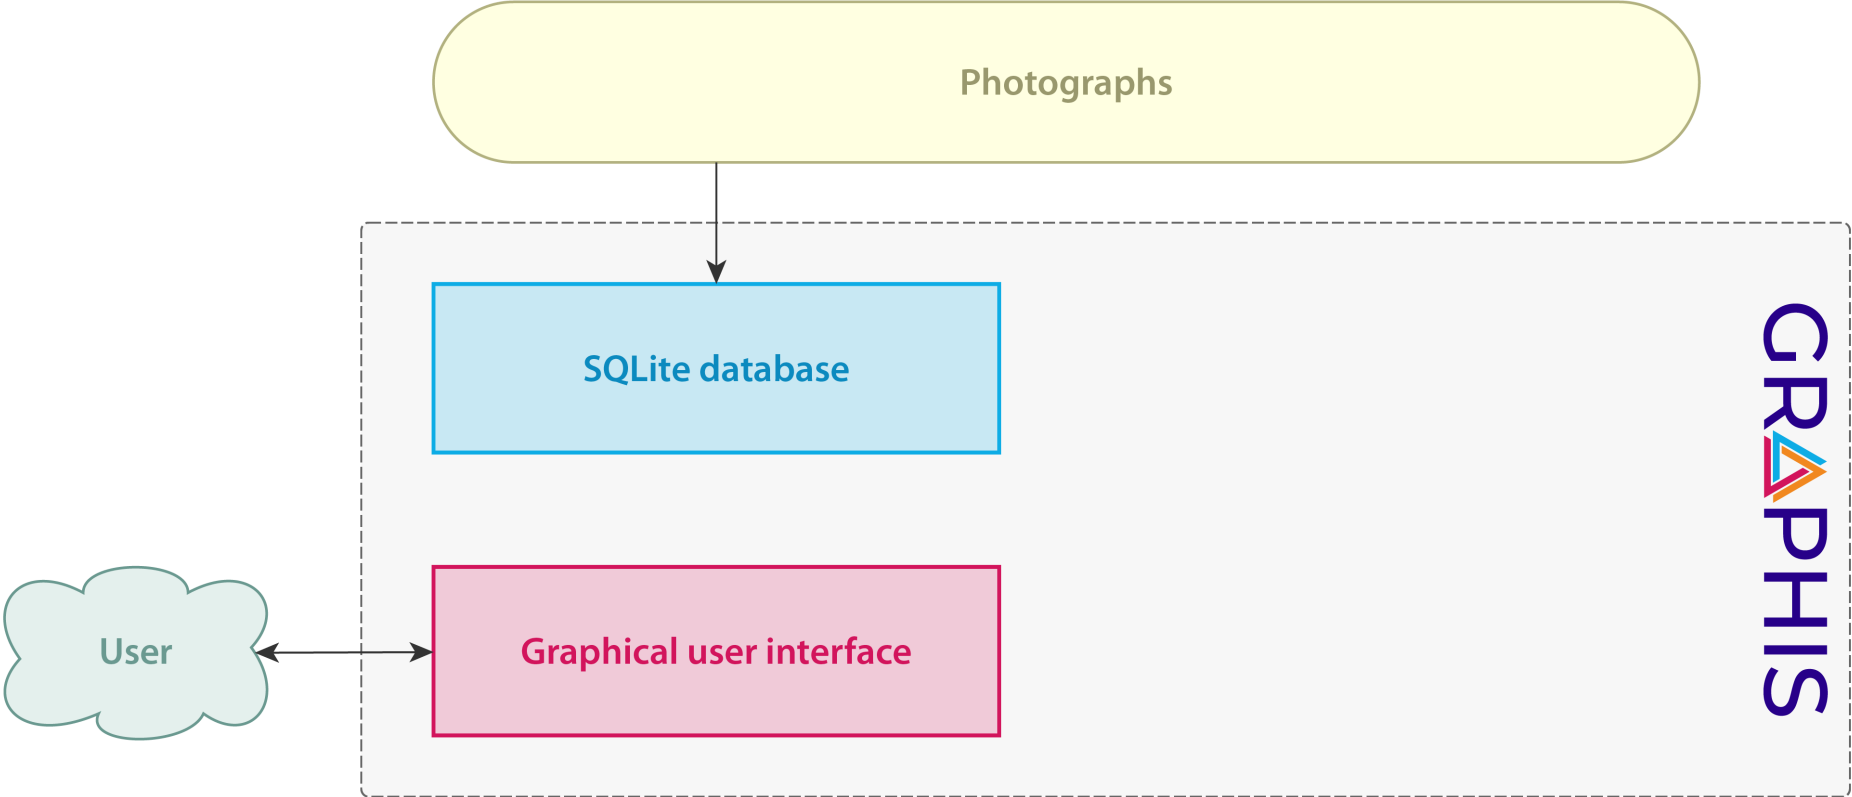 Photographs
SQLite database
User
Graphical user interface
GRAPHIS